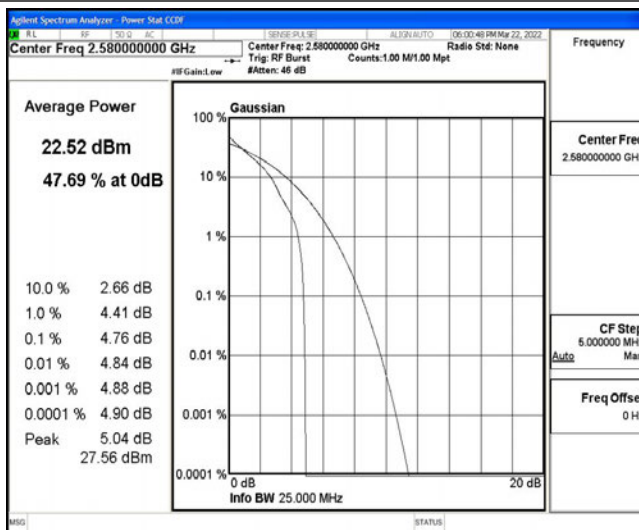 Agilent Spectrum Analyzer - Power Stat CCDF
RL RF 50 Ω AC SENSE:PULSE ALIGN AUTO 06:00:48 PM Mar 22, 2022
Center Freq 2.580000000 GHz
Center Freq: 2.580000000 GHz Radio Std: None
Trig: RF Burst Counts:1.00 M/1.00 Mpt
#IFGain:Low #Atten: 46 dB
Average Power
22.52 dBm
47.69 % at 0dB
10.0 % 2.66 dB
1.0 % 4.41 dB
0.1 % 4.76 dB
0.01 % 4.84 dB
0.001 % 4.88 dB
0.0001 % 4.90 dB
Peak 5.04 dB
27.56 dBm
Gaussian
100 %
10 %
1 %
0.1 %
0.01 %
0.001 %
0.0001 %
0 dB 20 dB
Info BW 25.000 MHz
Frequency
Center Fre
2.580000000 GH
CF Step
5.000000 MH
Auto Ma
Freq Offse
0 H
MSG STATUS